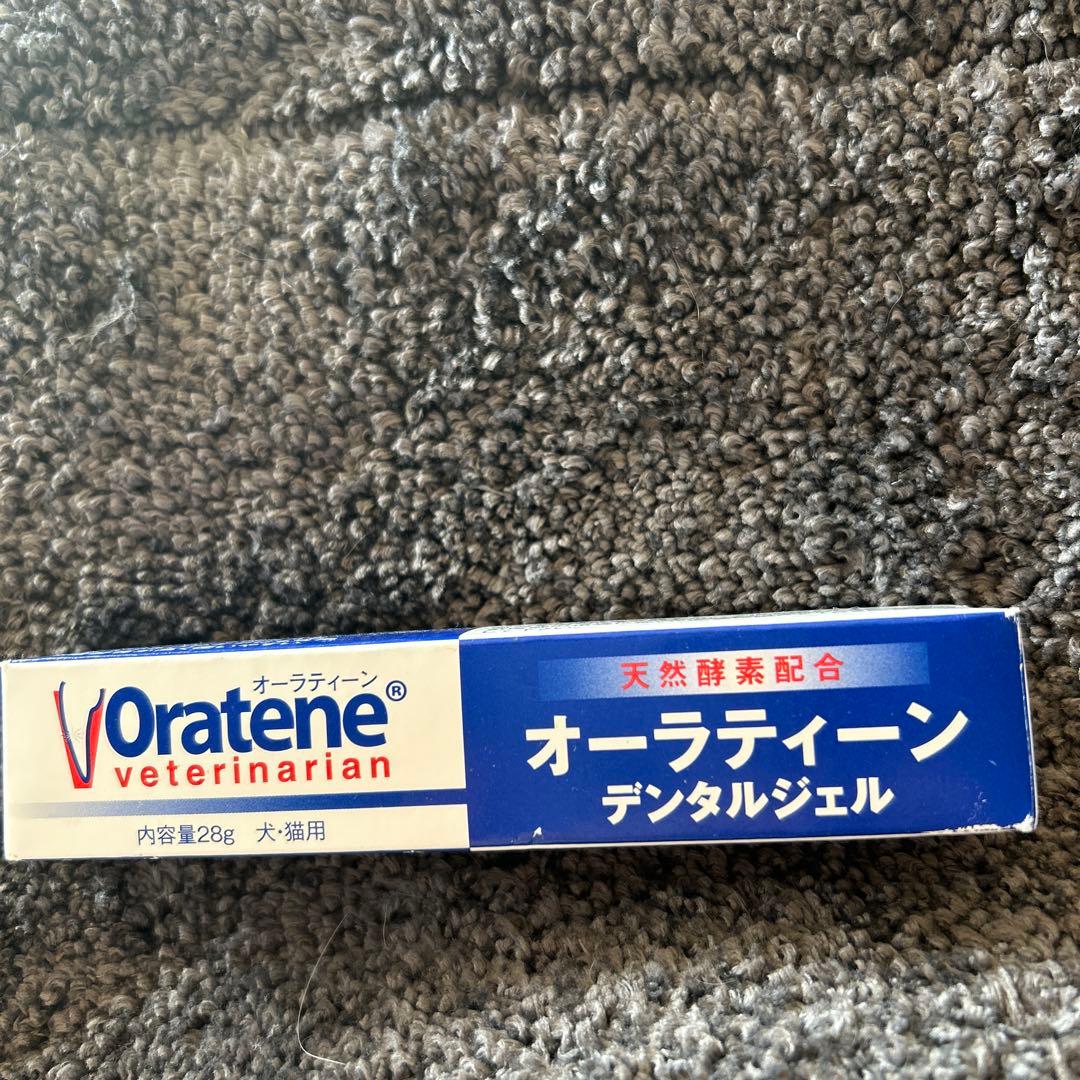 オーラティーン
Oratene®
veterinarian
内容量28g 犬・猫用
天然酵素配合
オーラティーン
デンタルジェル